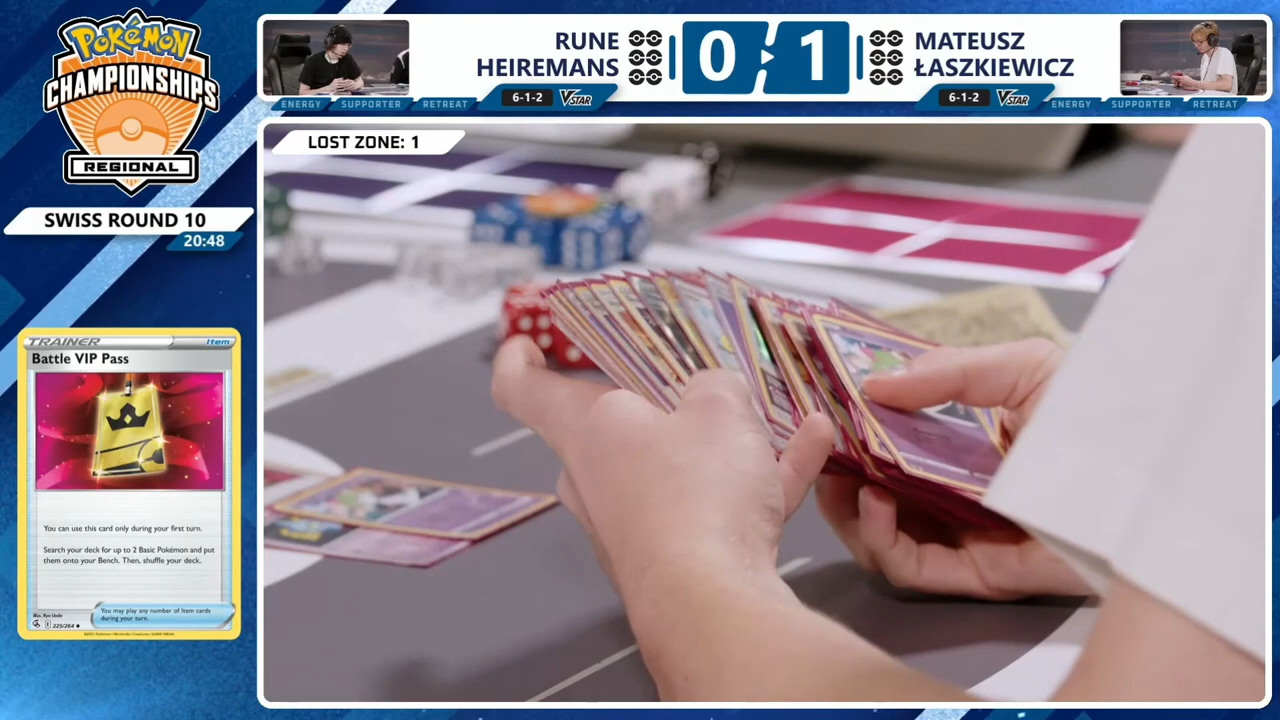 Pokémon
CHAMPIONSHIPS
REGIONAL
SWISS ROUND 10
20:48
RUNE
HEIREMANS
0
1
MATEUSZ
ŁASZKIEWICZ
ENERGY
SUPPORTER
RETREAT
6-1-2
VSTAR
6-1-2
VSTAR
ENERGY
SUPPORTER
RETREAT
LOST ZONE: 1
TRAINER
Item
Battle VIP Pass
You can use this card only during your first turn.
Search your deck for up to 2 Basic Pokémon and put
them onto your Bench. Then, shuffle your deck.
You may play any number of Item cards
during your turn.
225/264